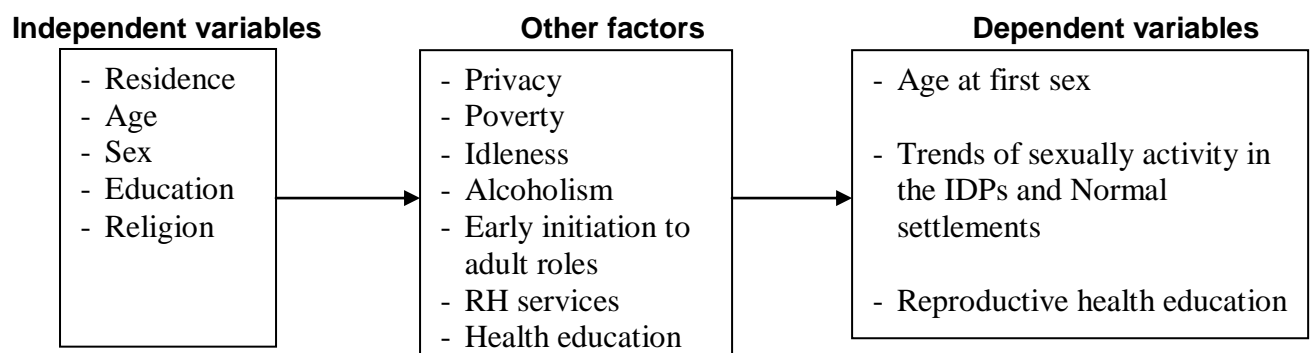 Independent variables
- Residence
- Age
- Sex
- Education
- Religion
Other factors
- Privacy
- Poverty
- Idleness
- Alcoholism
- Early initiation to
adult roles
- RH services
- Health education
Dependent variables
- Age at first sex
- Trends of sexually activity in
the IDPs and Normal
settlements
- Reproductive health education